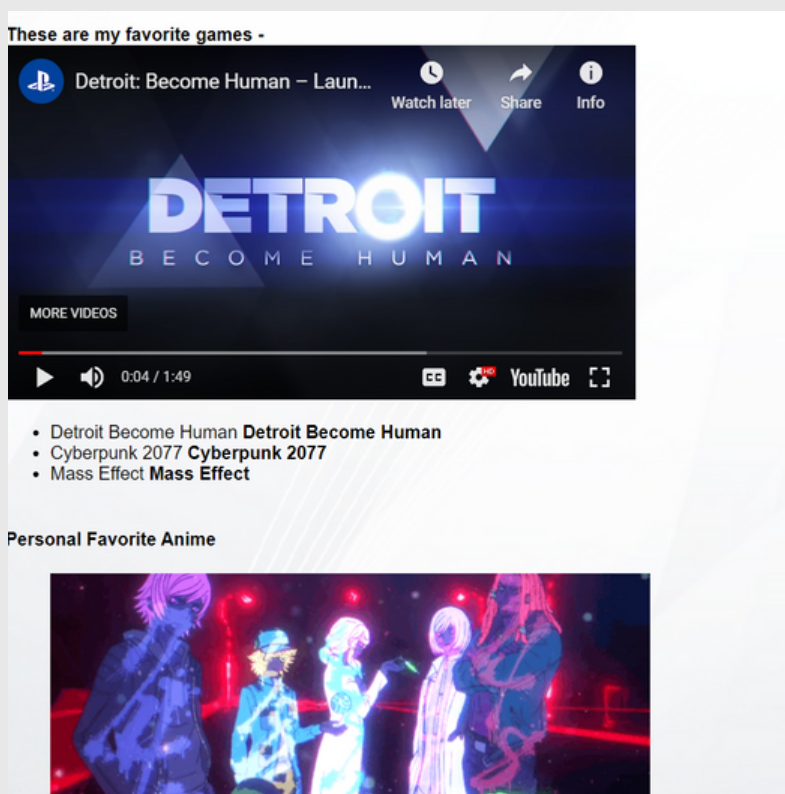 These are my favorite games -
Detroit: Become Human – Laun...
Watch later
Share
Info
DETROIT
BECOME HUMAN
MORE VIDEOS
0:04 / 1:49
CC
HD
YouTube
Detroit Become Human Detroit Become Human
Cyberpunk 2077 Cyberpunk 2077
Mass Effect Mass Effect
Personal Favorite Anime